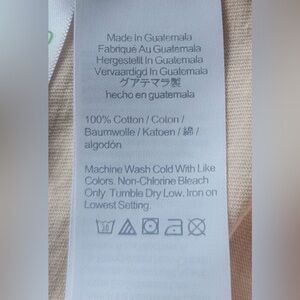 Made In Guatemala
Fabriqué Au Guatemala
Hergestellt In Guatemala
Vervaardigd In Guatemala
グアテマラ製
hecho en guatemala
100% Cotton / Coton /
Baumwolle / Katoen / 綿 /
algodón
Machine Wash Cold With Like
Colors. Non-Chlorine Bleach
Only. Tumble Dry Low. Iron on
Lowest Setting.
30